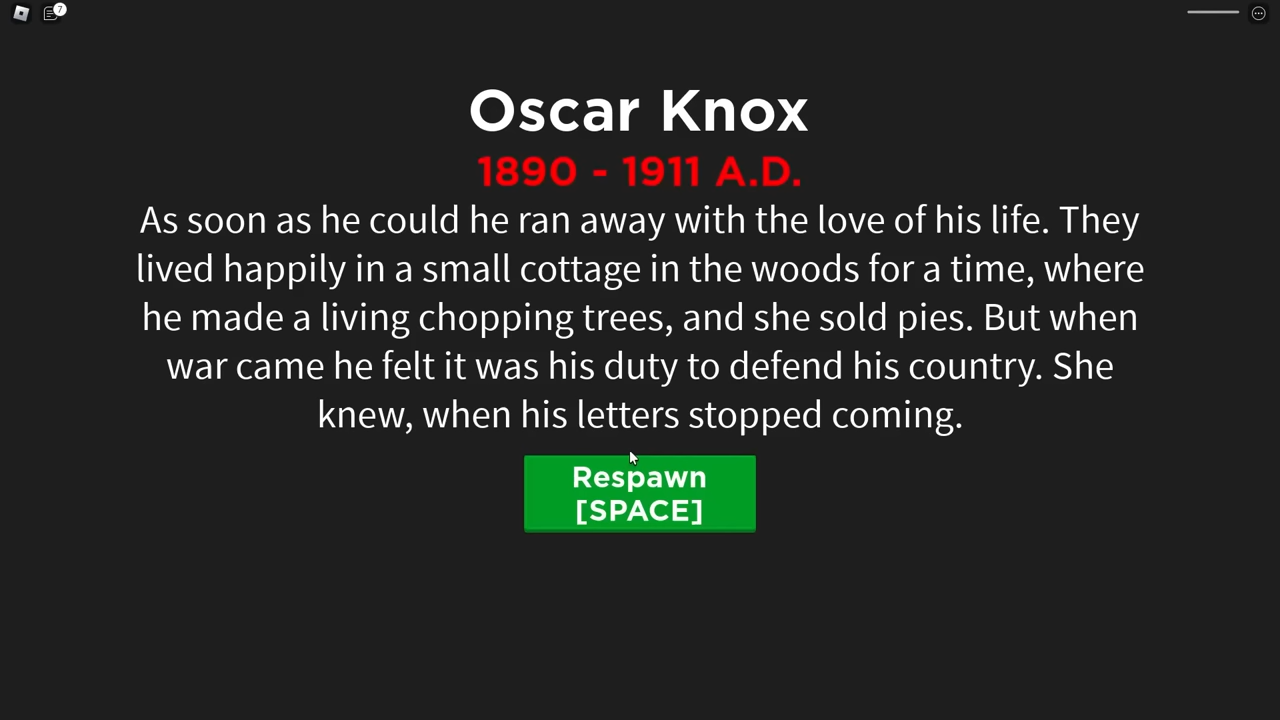 7
Oscar Knox
1890 - 1911 A.D.
As soon as he could he ran away with the love of his life. They
lived happily in a small cottage in the woods for a time, where
he made a living chopping trees, and she sold pies. But when
war came he felt it was his duty to defend his country. She
knew, when his letters stopped coming.
Respawn
[SPACE]